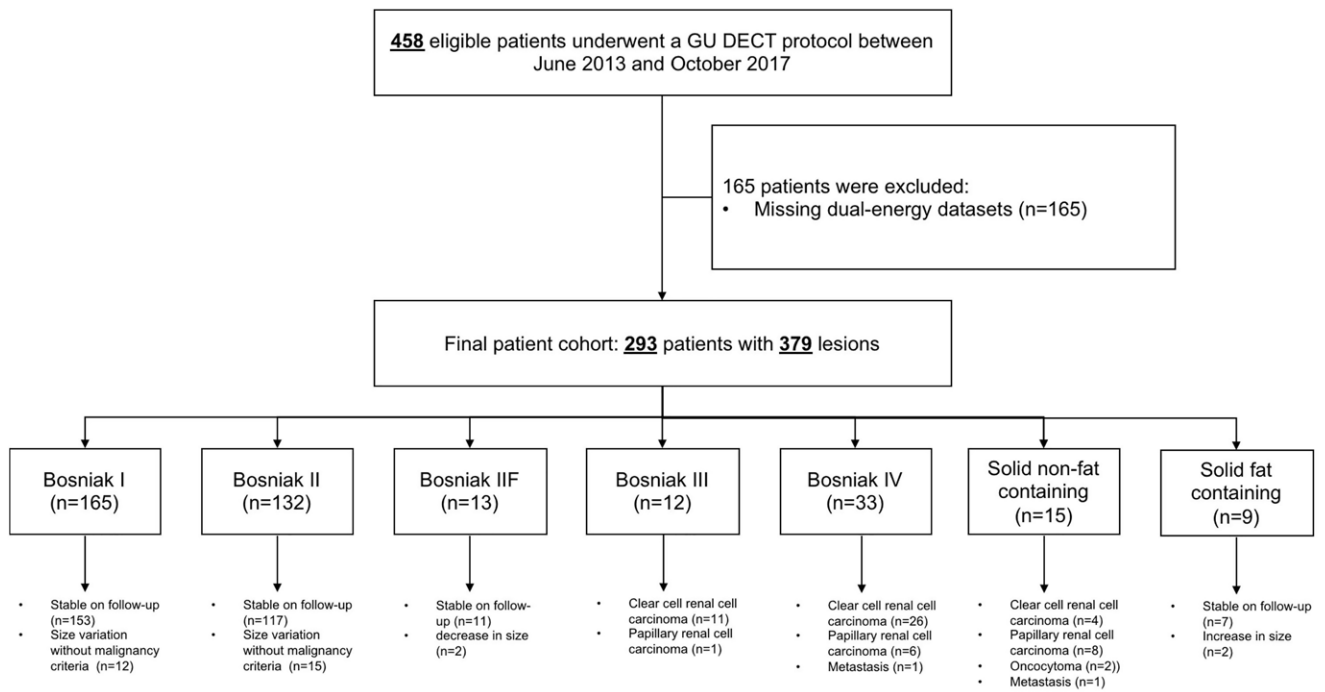 458 eligible patients underwent a GU DECT protocol between
June 2013 and October 2017
165 patients were excluded:
• Missing dual-energy datasets (n=165)
Final patient cohort: 293 patients with 379 lesions
Bosniak I
(n=165)
Bosniak II
(n=132)
Bosniak IIF
(n=13)
Bosniak III
(n=12)
Bosniak IV
(n=33)
Solid non-fat
containing
(n=15)
Solid fat
containing
(n=9)
• Stable on follow-up
(n=153)
• Size variation
without malignancy
criteria (n=12)
• Stable on follow-up
(n=117)
• Size variation
without malignancy
criteria (n=15)
• Stable on follow-
up (n=11)
• decrease in size
(n=2)
• Clear cell renal cell
carcinoma (n=11)
• Papillary renal cell
carcinoma (n=1)
• Clear cell renal cell
carcinoma (n=26)
• Papillary renal cell
carcinoma (n=6)
• Metastasis (n=1)
• Clear cell renal cell
carcinoma (n=4)
• Papillary renal cell
carcinoma (n=8)
• Oncocytoma (n=2))
• Metastasis (n=1)
• Stable on follow-up
(n=7)
• Increase in size
(n=2)